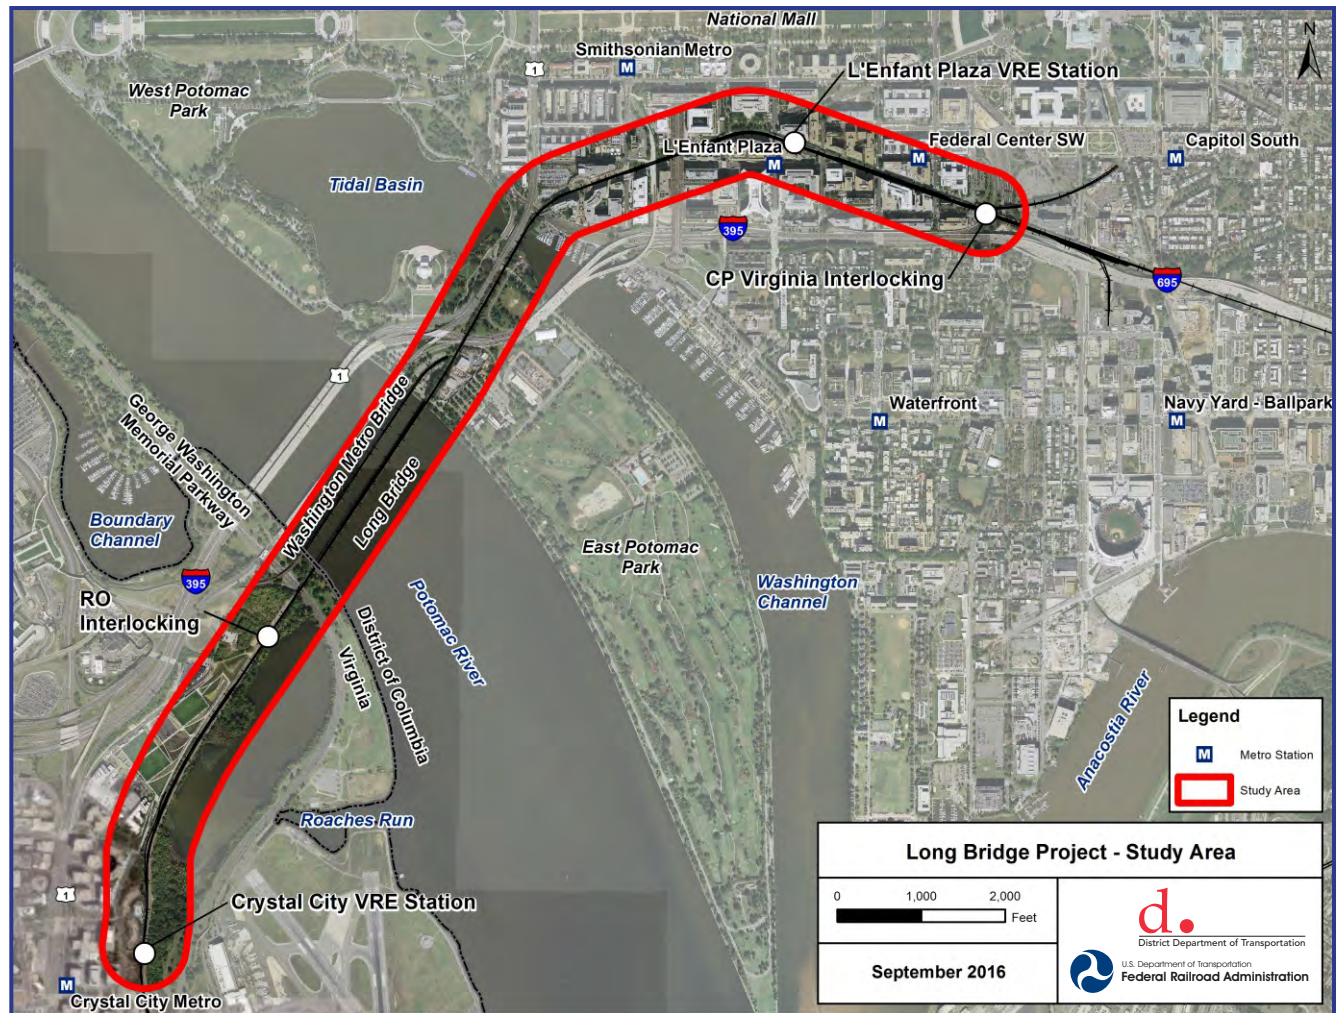 National Mall
N
Smithsonian Metro
M
1
L'Enfant Plaza VRE Station
West Potomac
Park
L'Enfant Plaza
M
Federal Center SW
M
Capitol South
M
Tidal Basin
395
CP Virginia Interlocking
695
1
George Washington
Memorial Parkway
Washington Metro Bridge
Long Bridge
Waterfront
M
Navy Yard - Ballpark
M
Boundary
Channel
395
RO
Interlocking
East Potomac
Park
Washington
Channel
Potomac River
District of Columbia
Virginia
Anacostia River
Roaches Run
Legend
M
Metro Station
Study Area
1
Crystal City VRE Station
M
Crystal City Metro
Long Bridge Project - Study Area
0 1,000 2,000
Feet
September 2016
d.
District Department of Transportation
U.S. Department of Transportation
Federal Railroad Administration